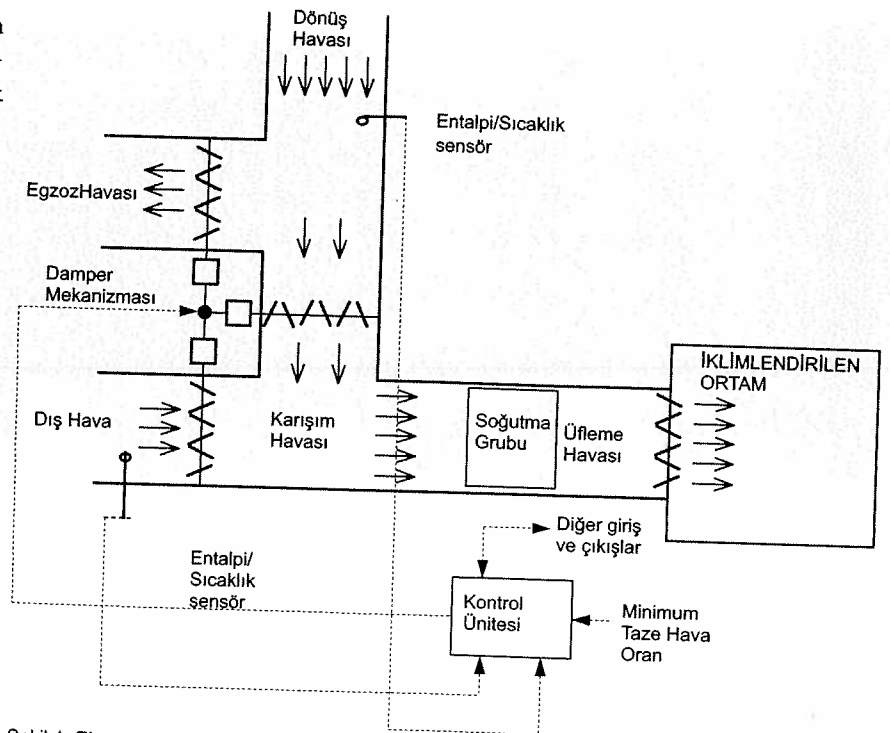 Dönüş
Havası
Entalpi/Sıcaklık
sensör
EgzozHavası
Damper
Mekanizması
İKLİMLENDİRİLEN
ORTAM
Dış Hava
Karışım
Havası
Soğutma
Grubu
Üfleme
Havası
Diğer giriş
ve çıkışlar
Entalpi/
Sıcaklık
sensör
Kontrol
Ünitesi
Minimum
Taze Hava
Oran